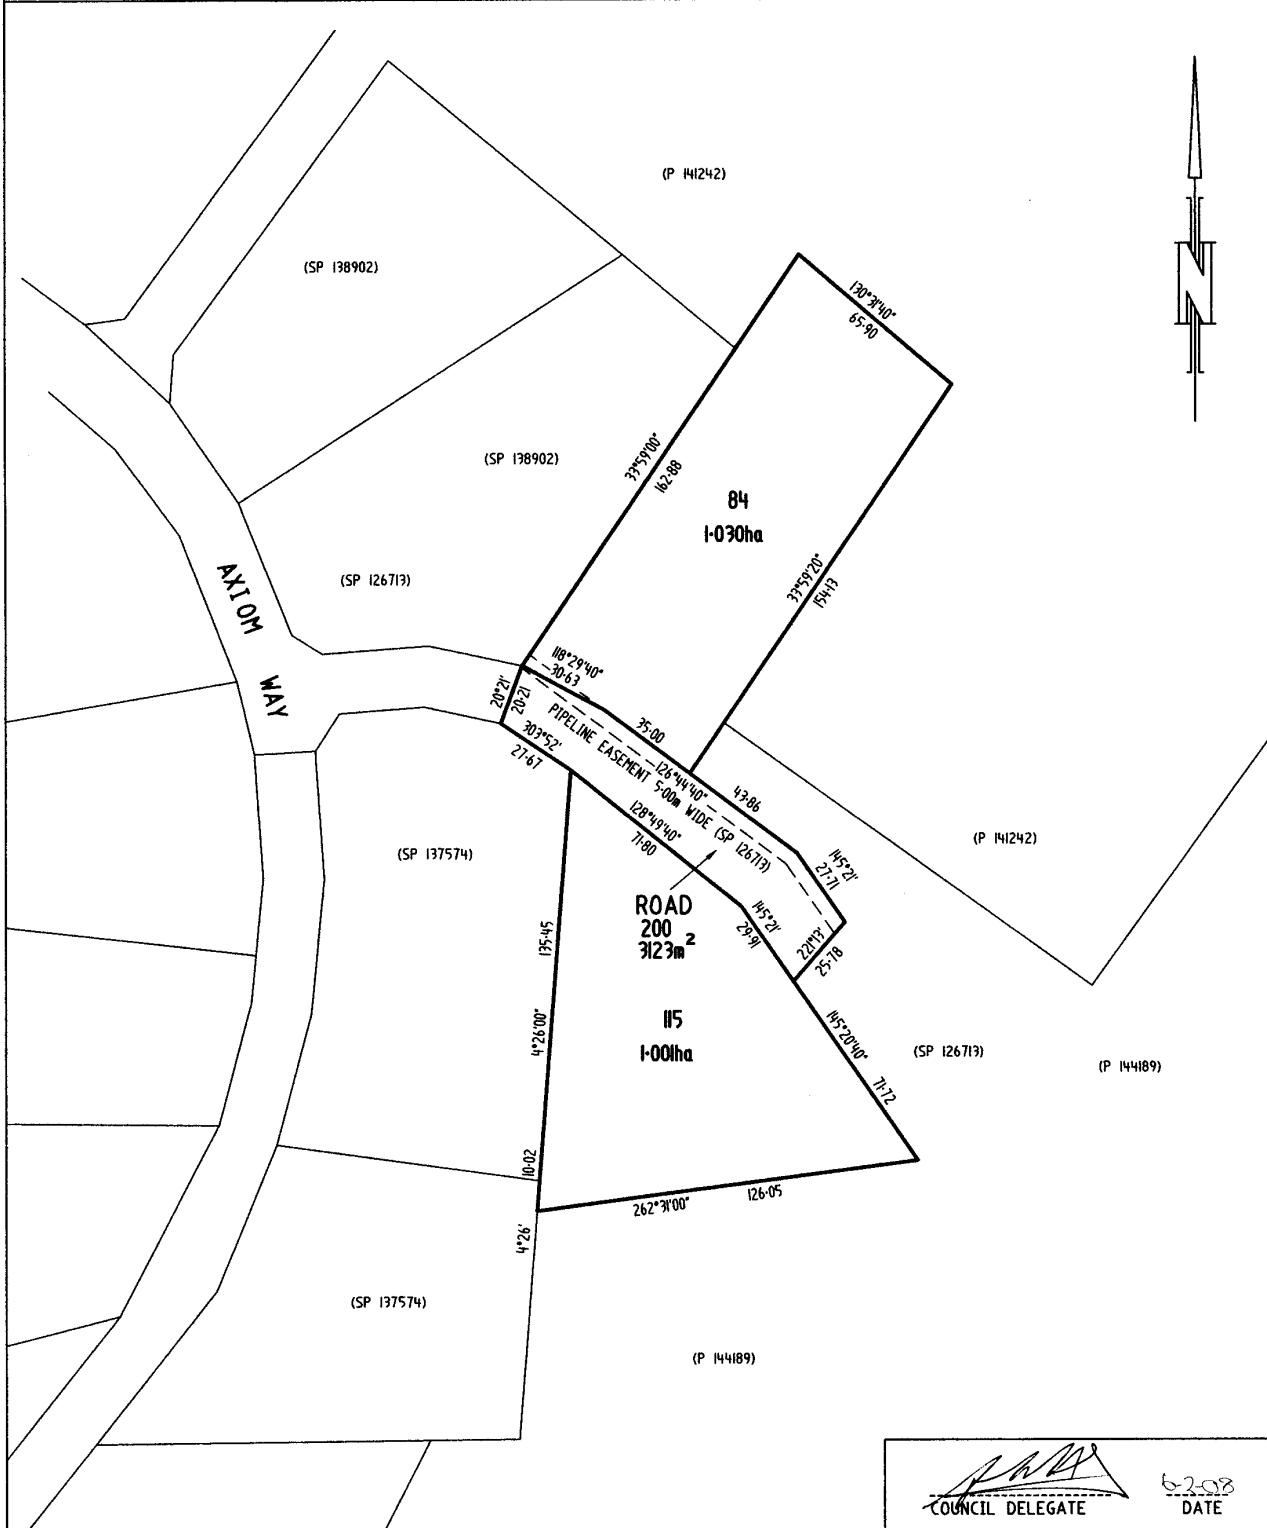 (P 141242)
N
(SP 138902)
130°31'40"
65·90
(SP 138902)
33°59'00"
162·88
84
1·030ha
33°59'20"
154·13
(SP 126713)
AXIOM WAY
118°29'40"
30·63
20°21'
20·21
303°52'
27·67
35·00
PIPELINE EASEMENT 5·00m WIDE (SP 126713)
126°44'40"
43·86
128°49'40"
71·80
145°21'
27·71
(P 141242)
(SP 137574)
ROAD
200
3123m²
145°21'
29·91
221°13'
25·78
135·45
4°26'00"
115
1·001ha
145°20'40"
71·72
(SP 126713)
(P 144189)
10·02
4°26'
262°31'00"
126·05
(SP 137574)
(P 144189)
6-2-08
COUNCIL DELEGATE
DATE